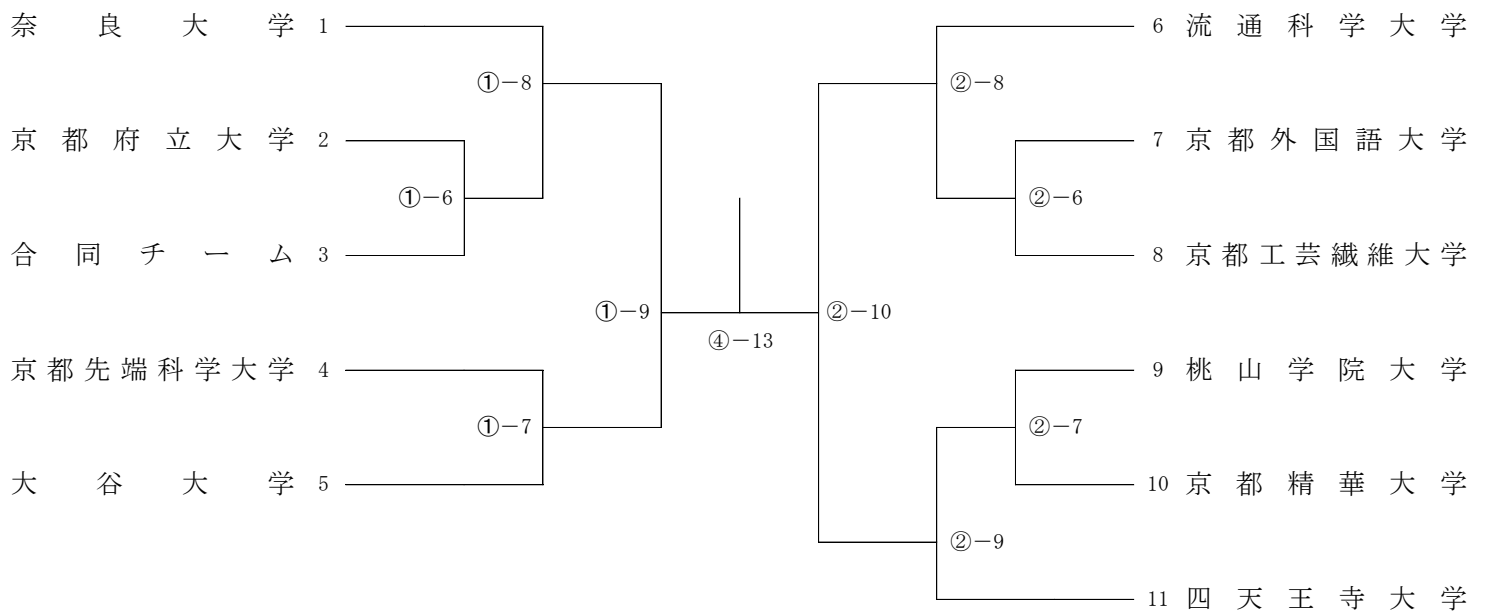 奈良大学 1
①－8
京都府立大学 2
①－6
合同チーム 3
①－9
京都先端科学大学 4
①－7
大谷大学 5
④－13
6 流通科学大学
②－8
7 京都外国語大学
②－6
8 京都工芸繊維大学
②－10
9 桃山学院大学
②－7
10 京都精華大学
②－9
11 四天王寺大学